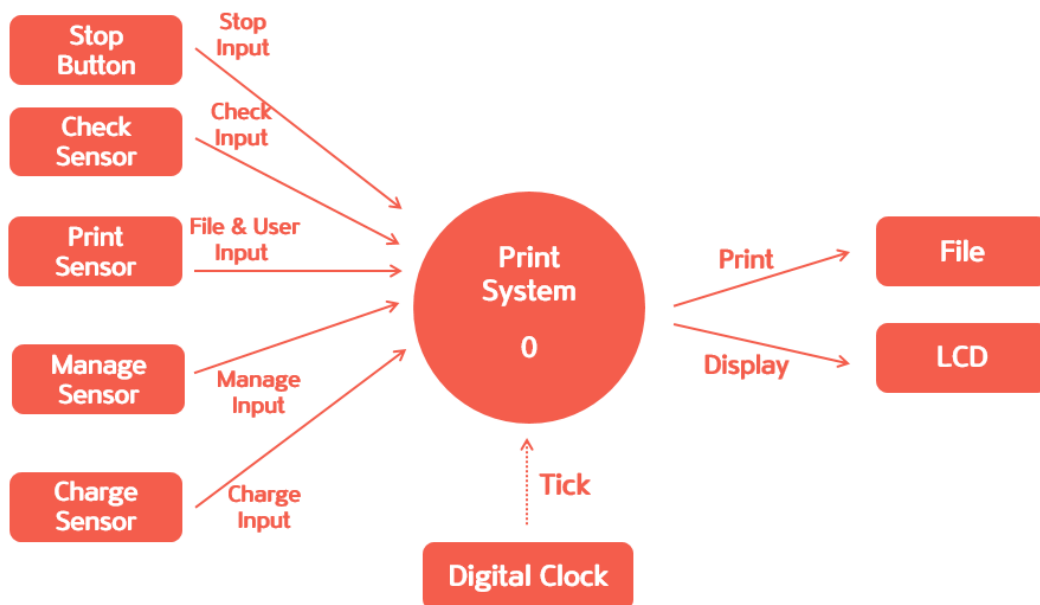 Stop
Button
Stop
Input
Check
Sensor
Check
Input
Print
Sensor
File & User
Input
Manage
Sensor
Manage
Input
Charge
Sensor
Charge
Input
Print
System
0
Tick
Digital Clock
Print
File
Display
LCD